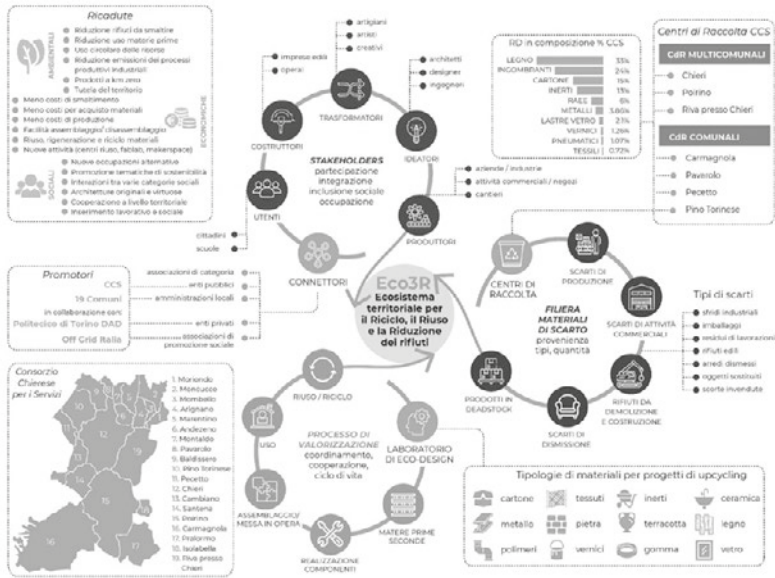 Ricadute
AMBIENTALI
Riduzione rifiuti da smaltire
Riduzione uso materie prime
Uso circolare delle risorse
Riduzione emissioni dei processi
produttivi industriali
Prodotti a km zero
Tutela del territorio
Meno costi di smaltimento
Meno costi per acquisto materiali
Meno costi di produzione
Facilità assemblaggio/ disassemblaggio
Riuso, rigenerazione e riciclo materiali
Nuove attività (centri riuso, fablab, makerspace)
ECONOMICHE
SOCIALI
Nuove occupazioni alternative
Promozione tematiche di sostenibilità
Interazioni tra varie categorie sociali
Architetture originali e virtuose
Cooperazione a livello territoriale
Inserimento lavorativo e sociale
artigiani
artisti
creativi
imprese edili
operai
architetti
designer
ingegneri
TRASFORMATORI
COSTRUTTORI
IDEATORI
STAKEHOLDERS
partecipazione
integrazione
inclusione sociale
occupazione
UTENTI
PRODUTTORI
aziende / industrie
attività commerciali / negozi
cantieri
cittadini
scuole
CONNETTORI
RD in composizione % CCS
LEGNO 33%
INGOMBRANTI 24%
CARTONE 15%
INERTI 13%
RAEE 6%
METALLI 3.86%
LASTRE VETRO 2.1%
VERNICI 1.26%
PNEUMATICI 1.07%
TESSILI 0.72%
Centri di Raccolta CCS
CdR MULTICOMUNALI
Chieri
Poirino
Riva presso Chieri
CdR COMUNALI
Carmagnola
Pavarolo
Pecetto
Pino Torinese
Promotori
CCS
19 Comuni
in collaborazione con:
Politecnico di Torino DAD
Off Grid Italia
associazioni di categoria
enti pubblici
amministrazioni locali
enti privati
associazioni di
promozione sociale
Eco3R
Ecosistema
territoriale per
il Riciclo, il Riuso
e la Riduzione
dei rifiuti
CENTRI DI
RACCOLTA
SCARTI DI
PRODUZIONE
FILIERA
MATERIALI
DI SCARTO
provenienza
tipi, quantità
SCARTI DI ATTIVITÀ
COMMERCIALI
PRODOTTI IN
DEADSTOCK
SCARTI DI
DISMISSIONE
RIFIUTI DA
DEMOLIZIONE
E COSTRUZIONE
Tipi di scarti
sfridi industriali
imballaggi
residui di lavorazioni
rifiuti edili
arredi dismessi
oggetti sostituiti
scorte invendute
Consorzio
Chierese
per i Servizi
1. Moriondo
2. Moncucco
3. Mombello
4. Arignano
5. Marentino
6. Andezeno
7. Montaldo
8. Pavarolo
9. Baldissero
10. Pino Torinese
11. Pecetto
12. Chieri
13. Cambiano
14. Santena
15. Poirino
16. Carmagnola
17. Pralormo
18. Isolabella
19. Riva presso
Chieri
RIUSO / RICICLO
USO
PROCESSO DI
VALORIZZAZIONE
coordinamento,
cooperazione,
ciclo di vita
LABORATORIO
DI ECO-DESIGN
ASSEMBLAGGIO/
MESSA IN OPERA
MATERE PRIME
SECONDE
REALIZZAZIONE
COMPONENTI
Tipologie di materiali per progetti di upcycling
cartone tessuti inerti ceramica
metallo pietra terracotta legno
polimeri vernici gomma vetro